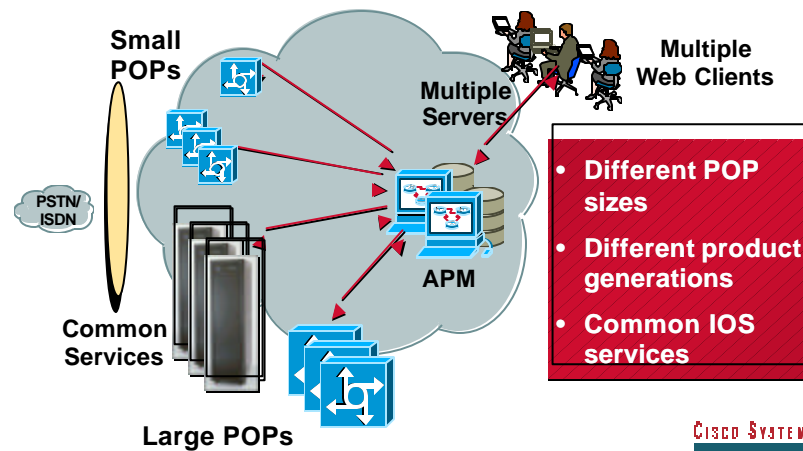 Small
POPs
Multiple
Servers
Multiple
Web Clients
PSTN/
ISDN
APM
Common
Services
Large POPs
• Different POP
sizes
• Different product
generations
• Common IOS
services
CISCO SYSTEM